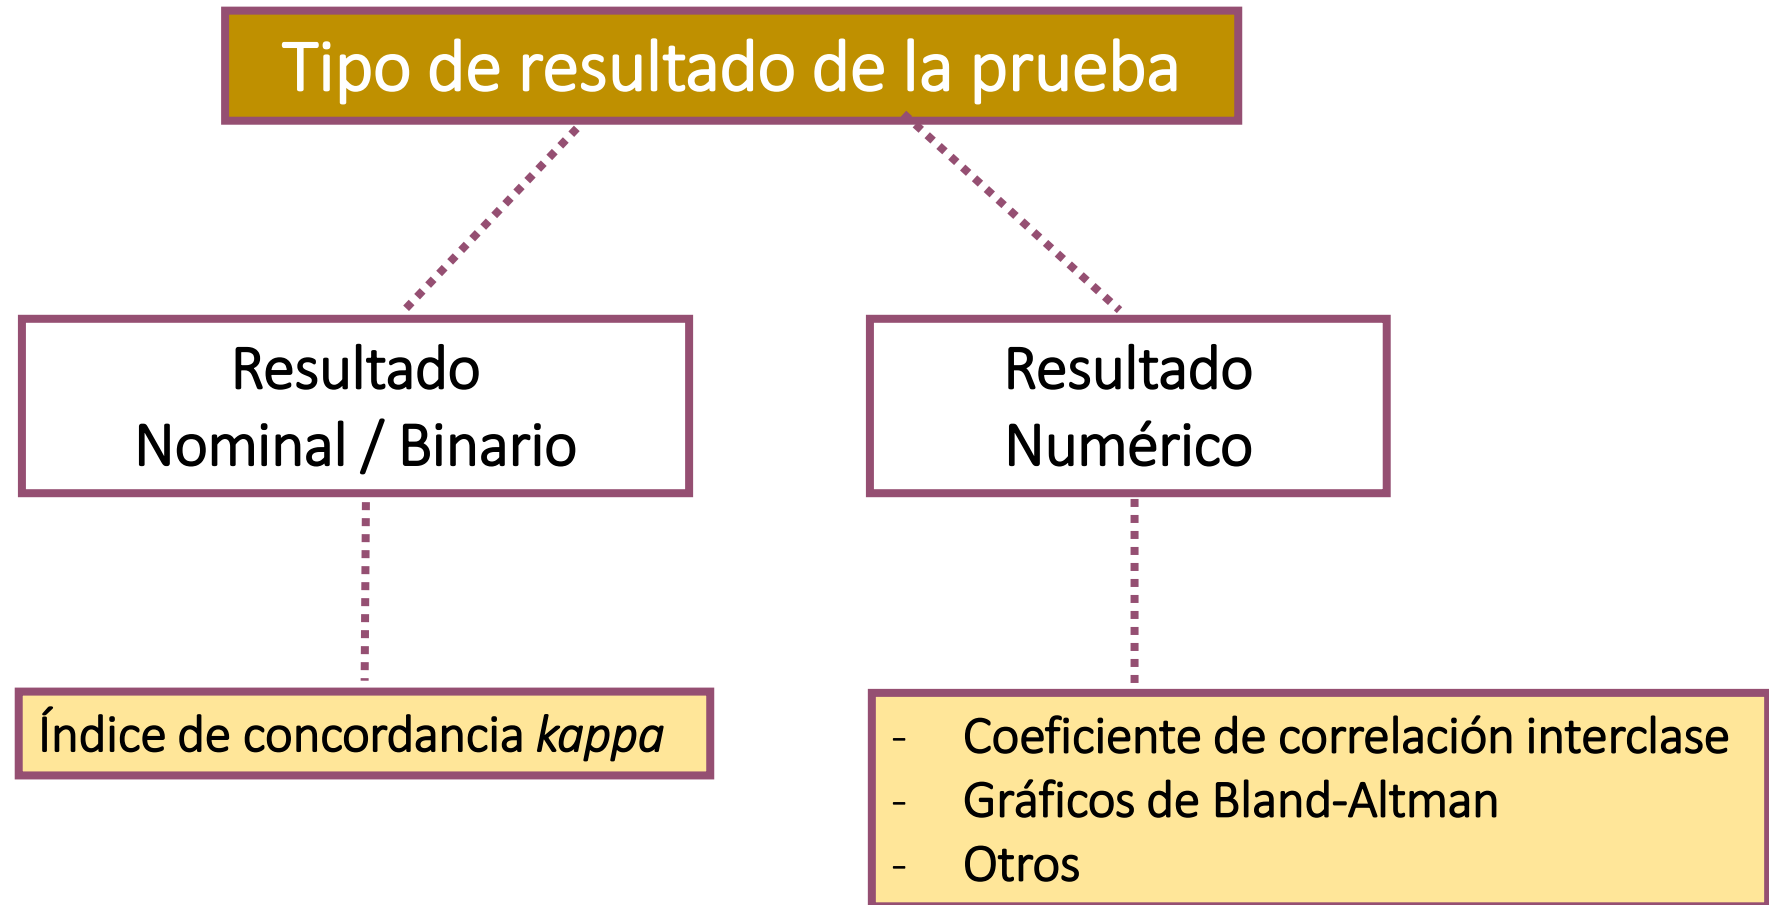 Tipo de resultado de la prueba
Resultado
Nominal / Binario
Resultado
Numérico
Índice de concordancia kappa
- Coeficiente de correlación interclase
- Gráficos de Bland-Altman
- Otros